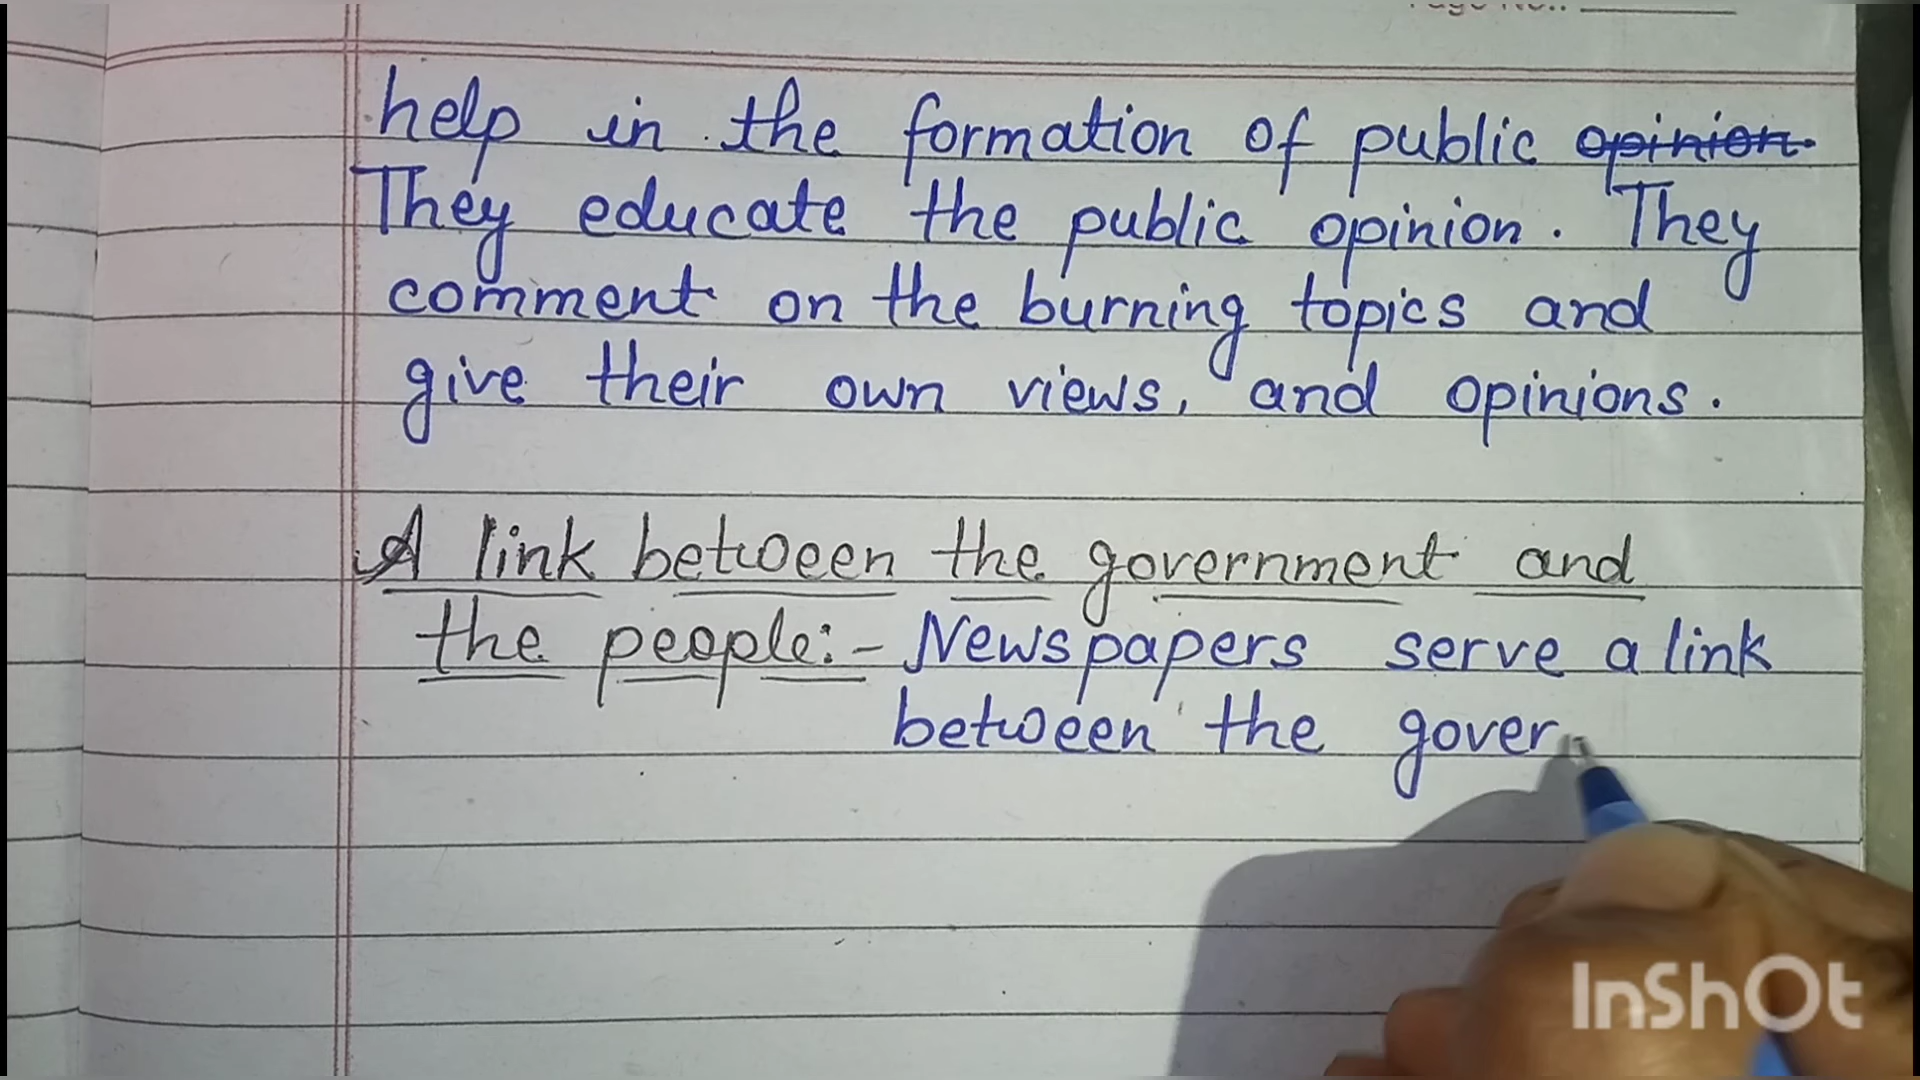 help in the formation of public opinion.
They educate the public opinion. They
comment on the burning topics and
give their own views, and opinions.
A link between the government and
the people:- Newspapers serve a link
between the gover
InShOt